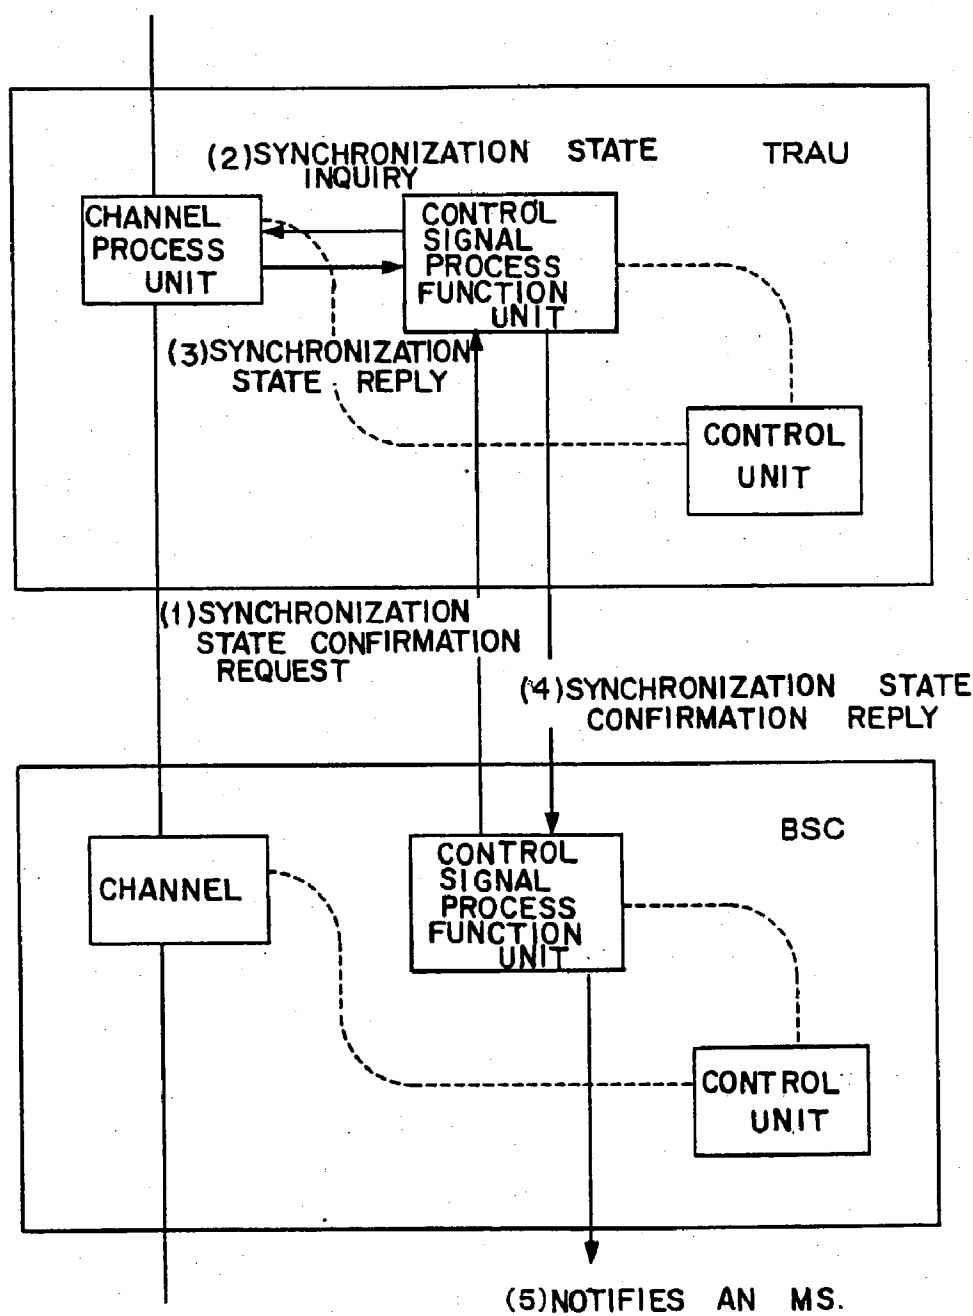 (2)SYNCHRONIZATION STATE
INQUIRY
TRAU
CHANNEL
PROCESS
UNIT
CONTROL
SIGNAL
PROCESS
FUNCTION
UNIT
(3)SYNCHRONIZATION
STATE REPLY
CONTROL
UNIT
(1)SYNCHRONIZATION
STATE CONFIRMATION
REQUEST
(4)SYNCHRONIZATION STATE
CONFIRMATION REPLY
BSC
CHANNEL
CONTROL
SIGNAL
PROCESS
FUNCTION
UNIT
CONTROL
UNIT
(5)NOTIFIES AN MS.